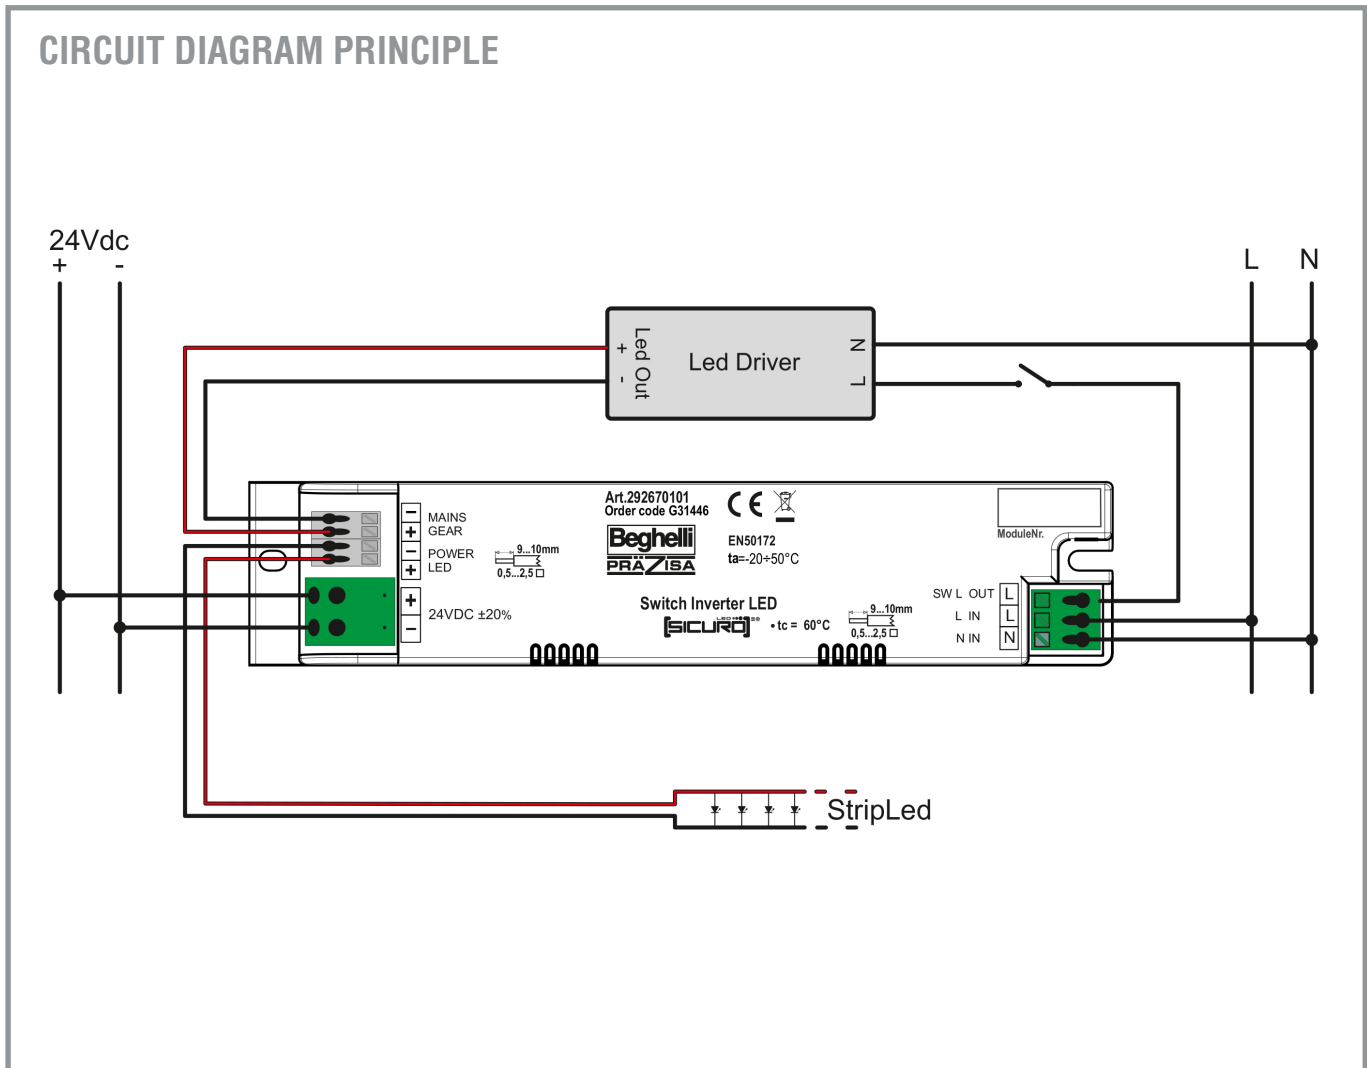 CIRCUIT DIAGRAM PRINCIPLE
24Vdc
+ -
L N
+ Led Out -
Led Driver
N
L
Art.292670101
Order code G31446
CE
Beghelli
PRÄZISA
EN50172
ta=-20÷50°C
ModuleNr.
- MAINS
+ GEAR
- POWER
+ LED
9...10mm
0,5...2,5
+ 24VDC ±20%
-
Switch Inverter LED
SICURO
• tc = 60°C
9...10mm
0,5...2,5
SW L OUT L
L IN L
N IN N
StripLed